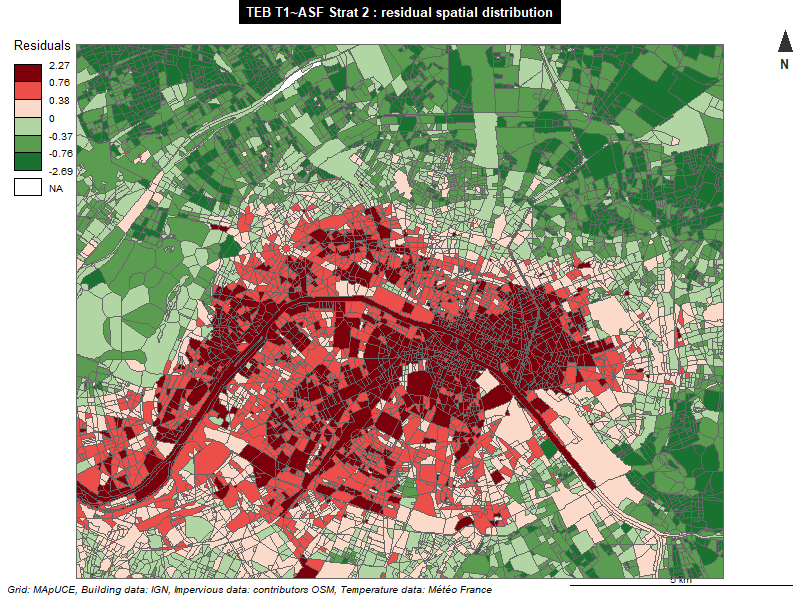 TEB T1~ASF Strat 2 : residual spatial distribution
Residuals
2.27
0.76
0.38
0
-0.37
-0.76
-2.69
NA
N
5 km
Grid: MApUCE, Building data: IGN, Impervious data: contributors OSM, Temperature data: Météo France